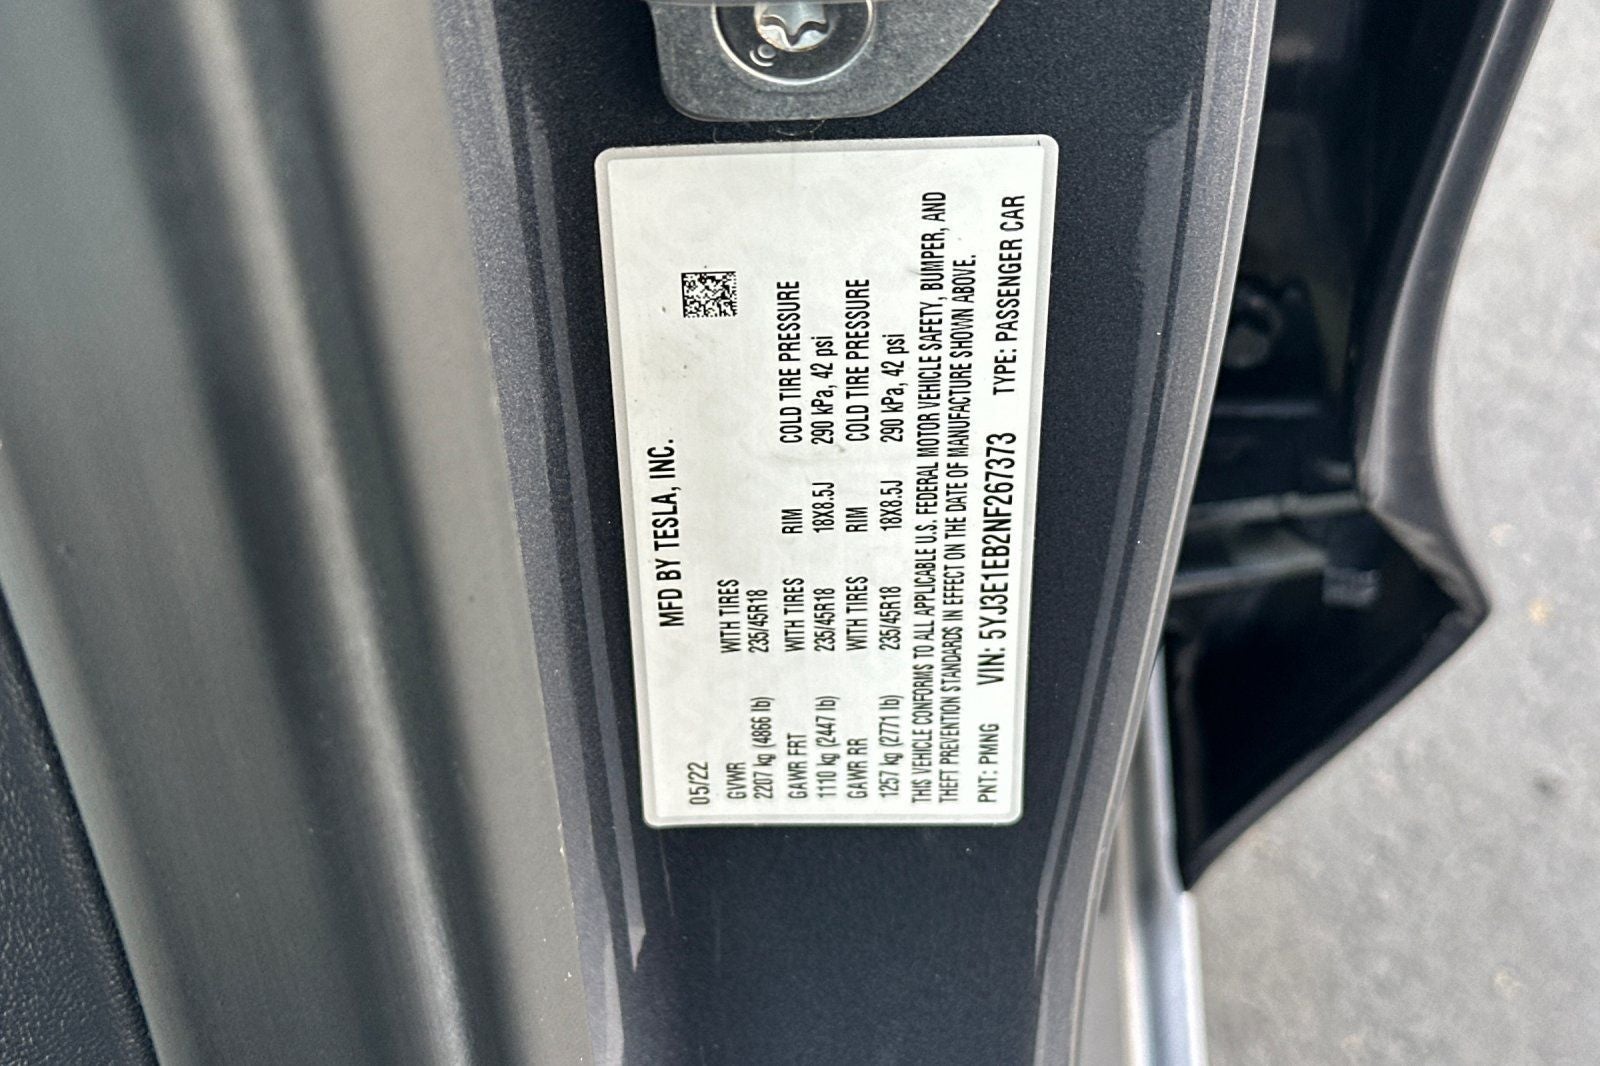 MFD BY TESLA, INC.
05/22
GVWR WITH TIRES
2207 kg (4866 lb) 235/45R18
GAWR FRT WITH TIRES RIM COLD TIRE PRESSURE
1110 kg (2447 lb) 235/45R18 18X8.5J 290 kPa, 42 psi
GAWR RR WITH TIRES RIM COLD TIRE PRESSURE
1257 kg (2771 lb) 235/45R18 18X8.5J 290 kPa, 42 psi
THIS VEHICLE CONFORMS TO ALL APPLICABLE U.S. FEDERAL MOTOR VEHICLE SAFETY, BUMPER, AND
THEFT PREVENTION STANDARDS IN EFFECT ON THE DATE OF MANUFACTURE SHOWN ABOVE.
PNT: PMNG VIN: 5YJ3E1EB2NF267373 TYPE: PASSENGER CAR